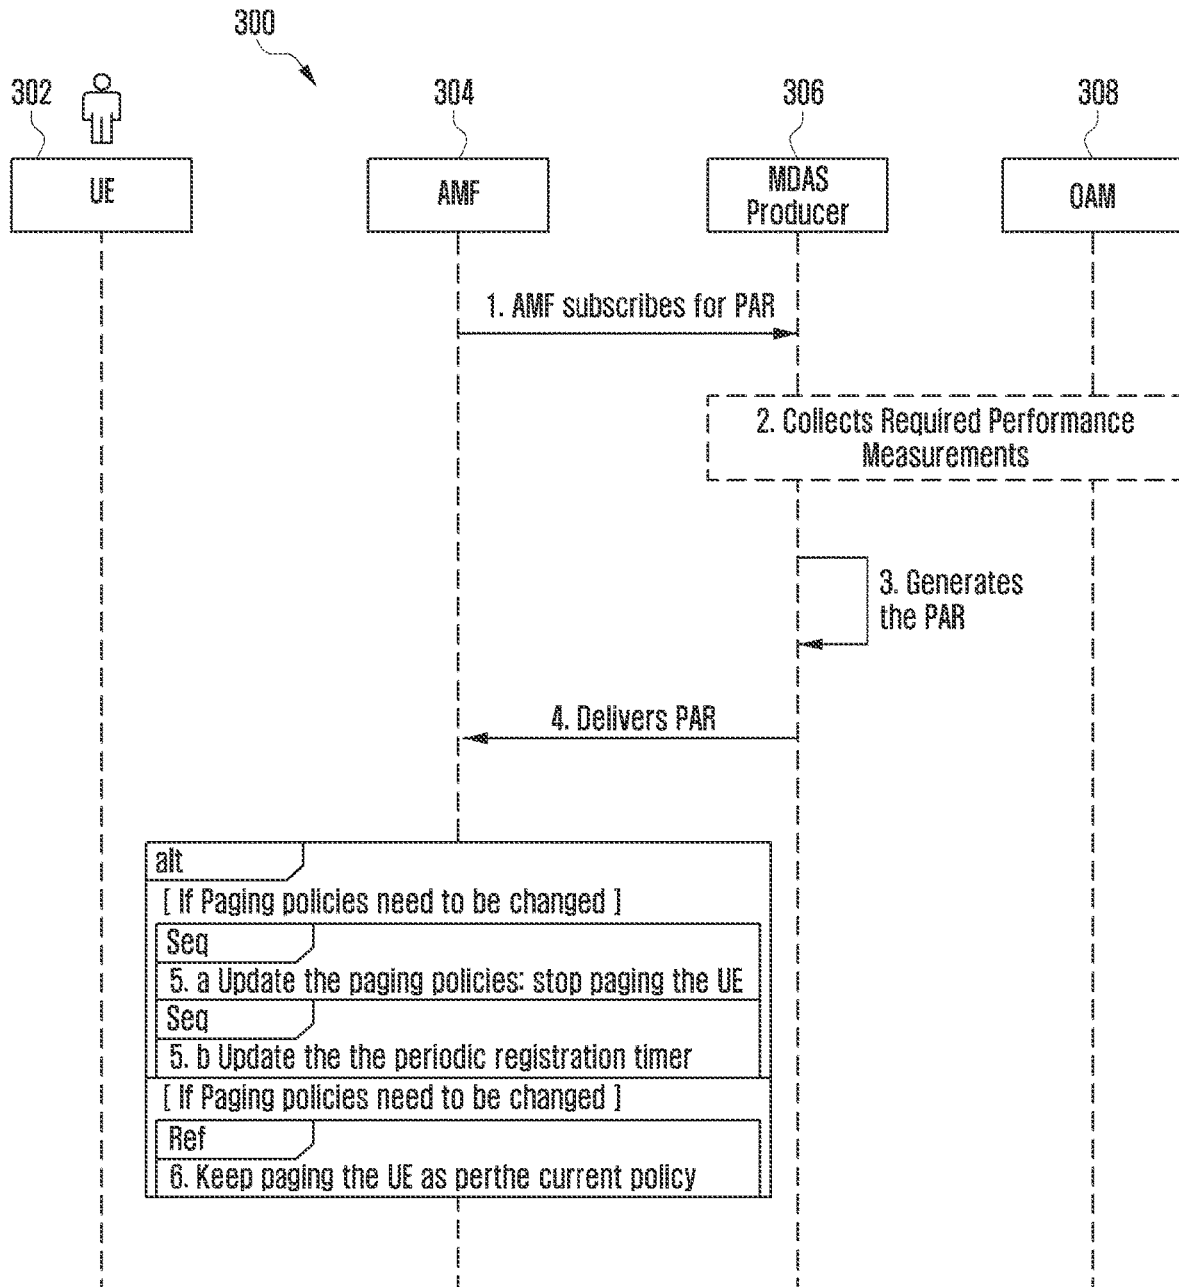 300
302
304
306
308
UE
AMF
MDAS
Producer
OAM
1. AMF subscribes for PAR
2. Collects Required Performance
Measurements
3. Generates
the PAR
4. Delivers PAR
alt
[ If Paging policies need to be changed ]
Seq
5. a Update the paging policies: stop paging the UE
Seq
5. b Update the the periodic registration timer
[ If Paging policies need to be changed ]
Ref
6. Keep paging the UE as perthe current policy